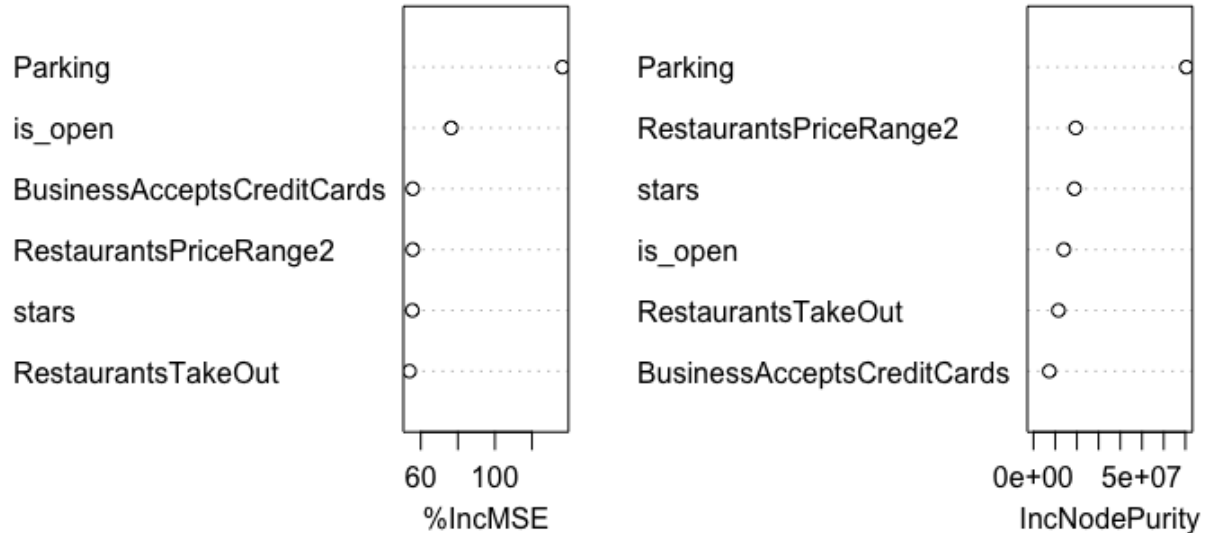 Parking
is_open
BusinessAcceptsCreditCards
RestaurantsPriceRange2
stars
RestaurantsTakeOut
60 100
%IncMSE
Parking
RestaurantsPriceRange2
stars
is_open
RestaurantsTakeOut
BusinessAcceptsCreditCards
0e+00 5e+07
IncNodePurity